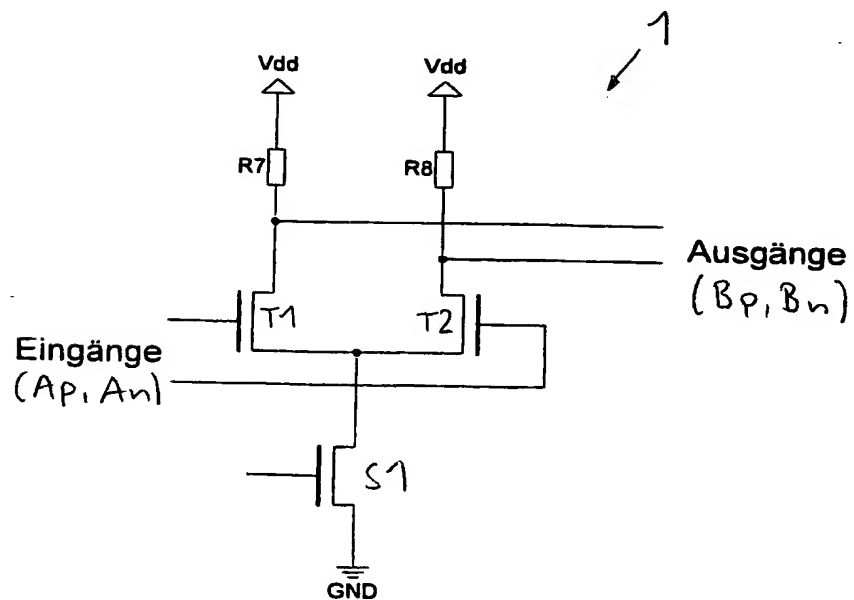 1
Vdd
Vdd
R7
R8
Ausgänge
(Bp, Bn)
T1
T2
Eingänge
(Ap, An)
S1
GND